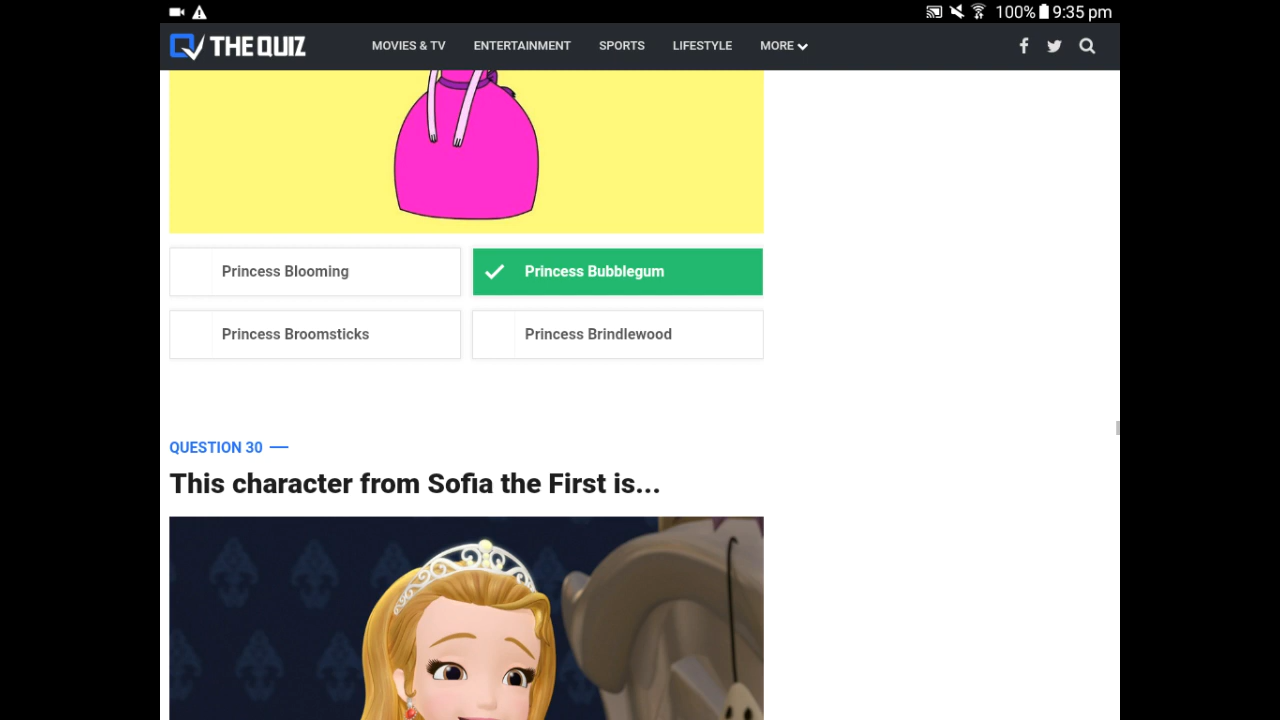 100% 9:35 pm
THE QUIZ MOVIES & TV ENTERTAINMENT SPORTS LIFESTYLE MORE
Princess Blooming
Princess Bubblegum
Princess Broomsticks
Princess Brindlewood
QUESTION 30
This character from Sofia the First is...